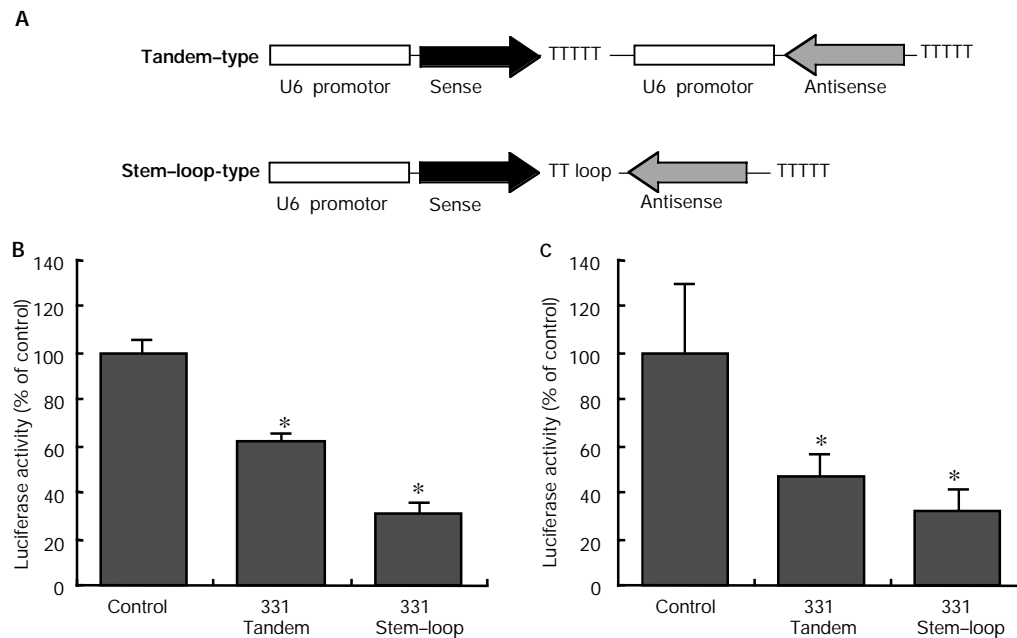 A
Tandem–type
TTTTT
TTTTT
U6 promotor
Sense
U6 promotor
Antisense
Stem–loop-type
TT loop
TTTTT
U6 promotor
Sense
Antisense
B
Luciferase activity (% of control)
140
120
100
80
60
40
20
0
*
*
Control
331
Tandem
331
Stem–loop
C
Luciferase activity (% of control)
140
120
100
80
60
40
20
0
*
*
Control
331
Tandem
331
Stem–loop